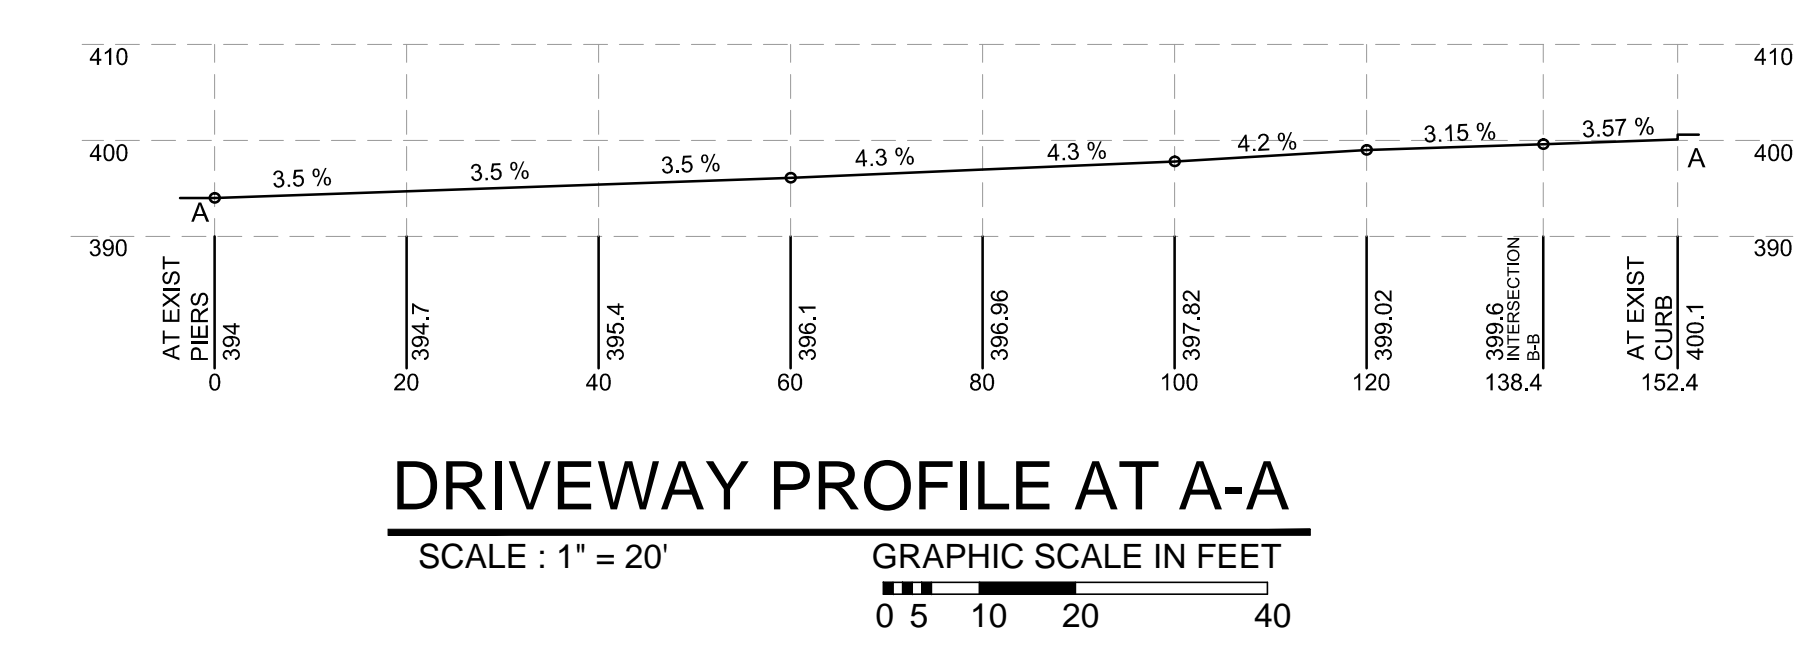 410
410
400
3.5 %
3.5 %
3.5 %
4.3 %
4.3 %
4.2 %
3.15 %
3.57 %
400
A
A
390
390
AT EXIST
PIERS
394
394.7
395.4
396.1
396.96
397.82
399.02
399.6
INTERSECTION
B-B
AT EXIST
CURB
400.1
0
20
40
60
80
100
120
138.4
152.4
DRIVEWAY PROFILE AT A-A
SCALE : 1" = 20'
GRAPHIC SCALE IN FEET
0 5 10 20 40